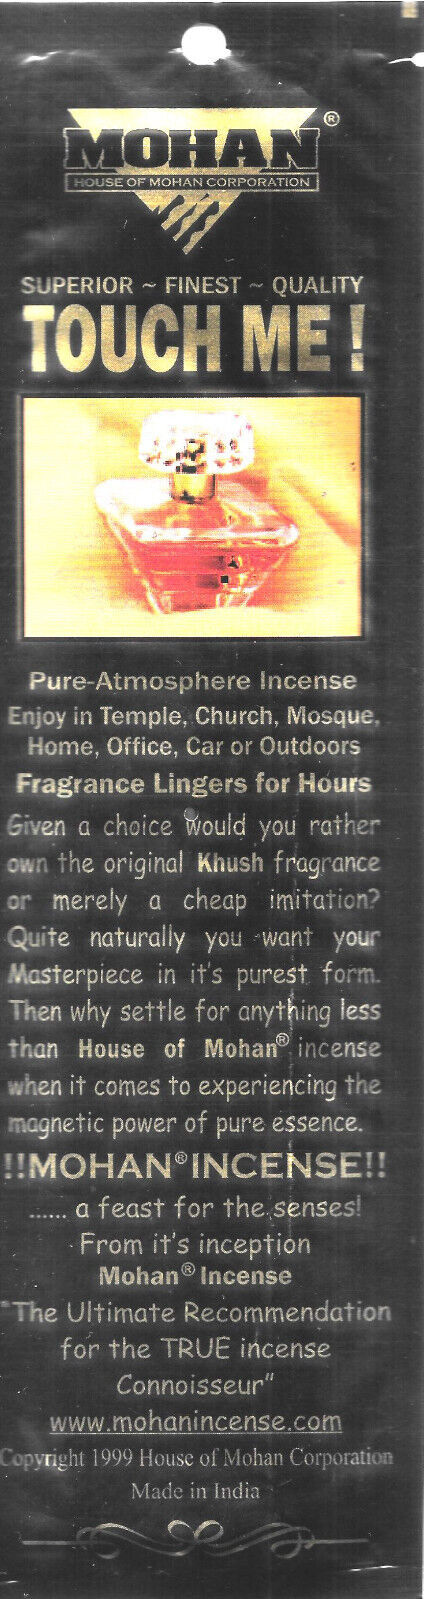 MOHAN®
HOUSE OF MOHAN CORPORATION
SUPERIOR ~ FINEST ~ QUALITY
TOUCH ME !
Pure-Atmosphere Incense
Enjoy in Temple, Church, Mosque,
Home, Office, Car or Outdoors
Fragrance Lingers for Hours
Given a choice would you rather
own the original Khush fragrance
or merely a cheap imitation?
Quite naturally you want your
Masterpiece in it's purest form.
Then why settle for anything less
than House of Mohan® incense
when it comes to experiencing the
magnetic power of pure essence.
!!MOHAN®INCENSE!!
...... a feast for the senses!
From it's inception
Mohan® Incense
"The Ultimate Recommendation
for the TRUE incense
Connoisseur"
www.mohanincense.com
Copyright 1999 House of Mohan Corporation
Made in India